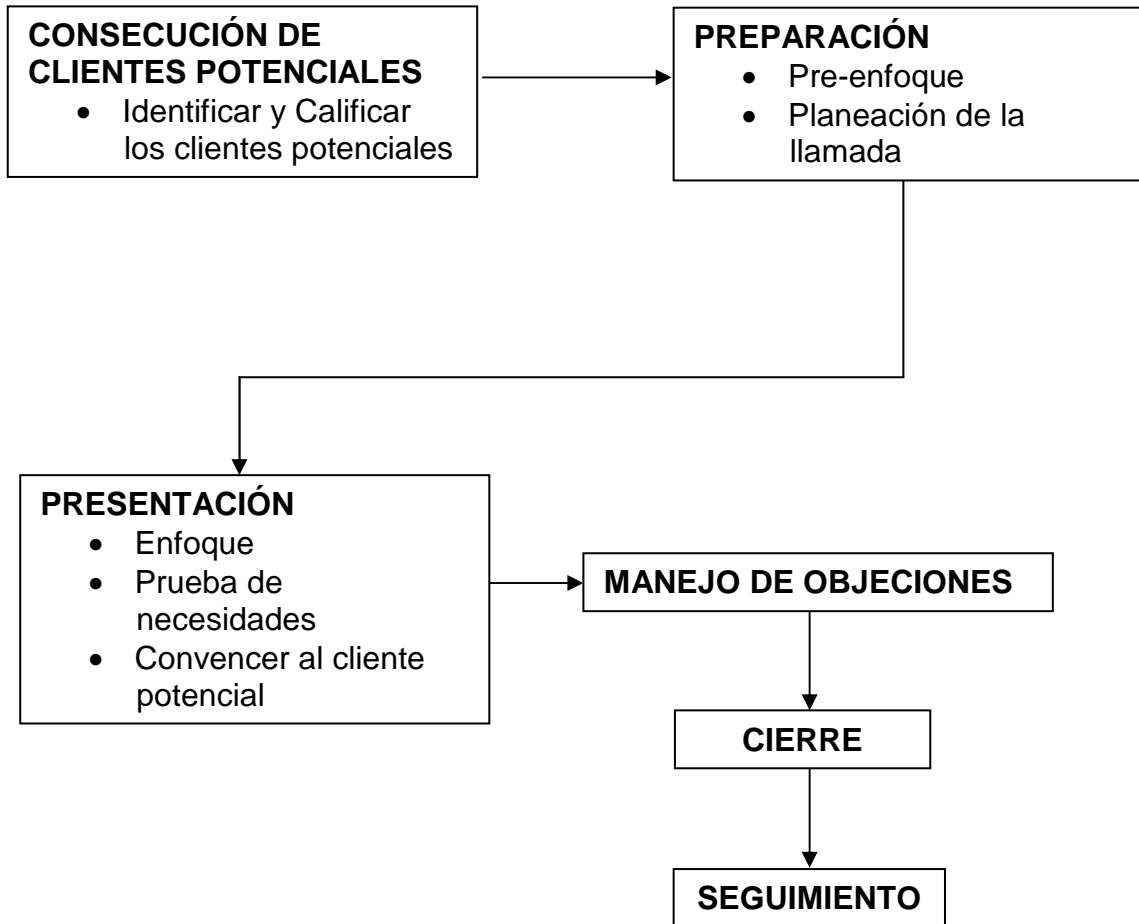 CONSECUCIÓN DE
CLIENTES POTENCIALES
• Identificar y Calificar
los clientes potenciales
PREPARACIÓN
• Pre-enfoque
• Planeación de la
llamada
PRESENTACIÓN
• Enfoque
• Prueba de
necesidades
• Convencer al cliente
potencial
MANEJO DE OBJECIONES
CIERRE
SEGUIMIENTO